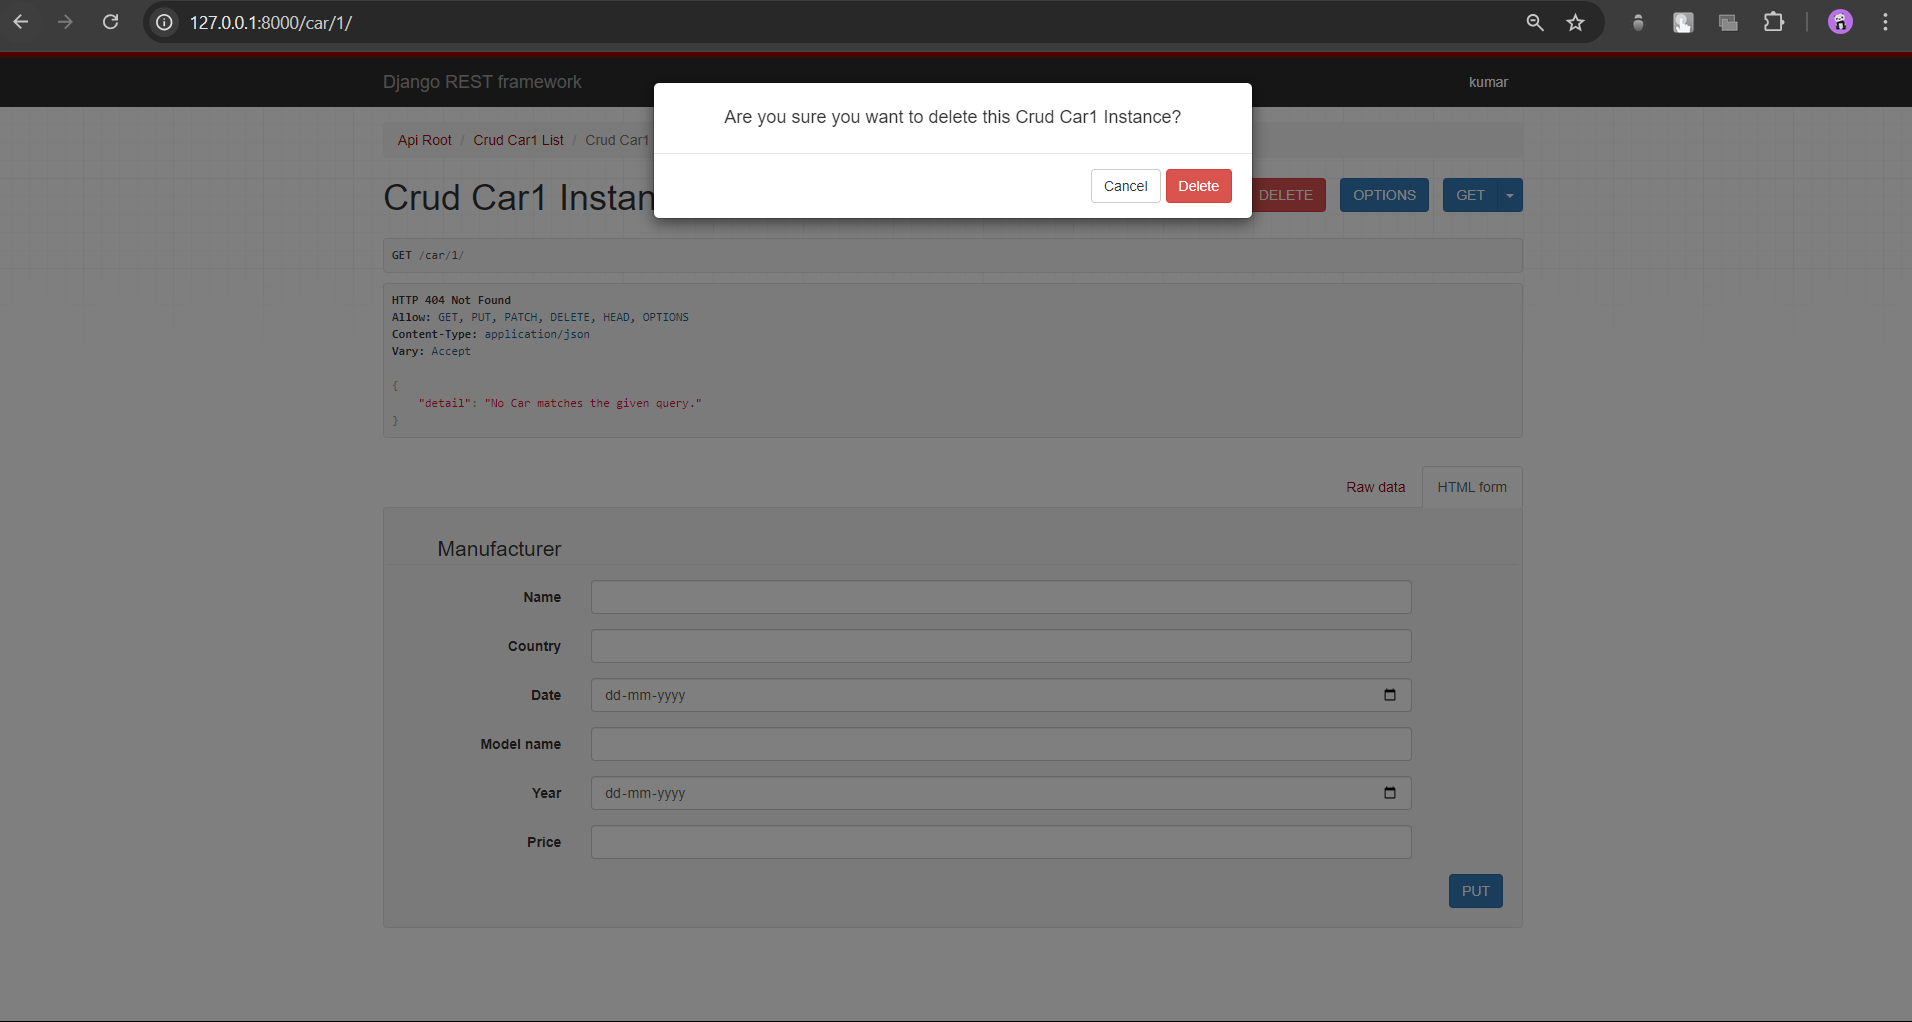 127.0.0.1:8000/car/1/
Django REST framework
kumar
Are you sure you want to delete this Crud Car1 Instance?
Cancel
Delete
Api Root / Crud Car1 List / Crud Car1
Crud Car1 Instan
DELETE
OPTIONS
GET
GET /car/1/
HTTP 404 Not Found
Allow: GET, PUT, PATCH, DELETE, HEAD, OPTIONS
Content-Type: application/json
Vary: Accept
{
"detail": "No Car matches the given query."
}
Raw data
HTML form
Manufacturer
Name
Country
Date
dd-mm-yyyy
Model name
Year
dd-mm-yyyy
Price
PUT